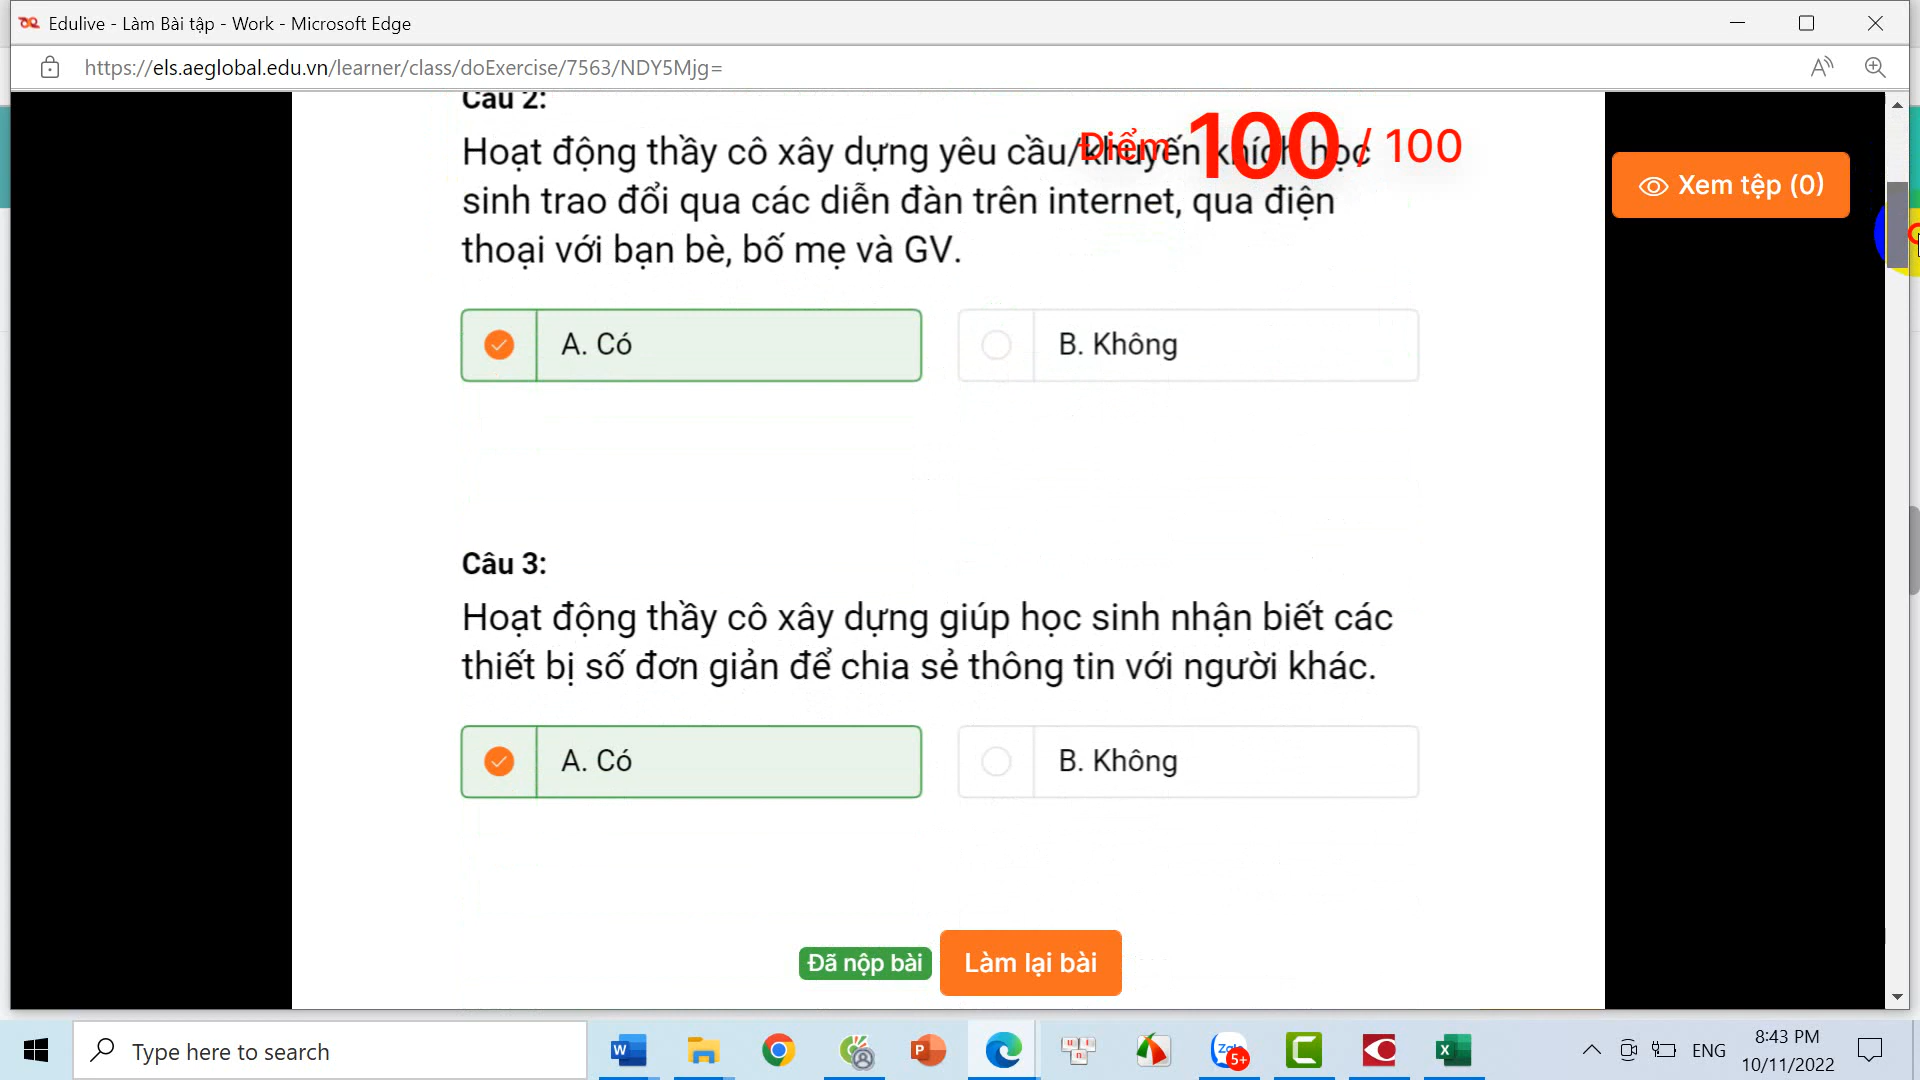 Edulive - Làm Bài tập - Work - Microsoft Edge
https://els.aeglobal.edu.vn/learner/class/doExercise/7563/NDY5Mjg=
Câu 2:
Điểm 100 / 100
Hoạt động thầy cô xây dựng yêu cầu/khuyến khích học
sinh trao đổi qua các diễn đàn trên internet, qua điện
thoại với bạn bè, bố mẹ và GV.
Xem tệp (0)
A. Có
B. Không
Câu 3:
Hoạt động thầy cô xây dựng giúp học sinh nhận biết các
thiết bị số đơn giản để chia sẻ thông tin với người khác.
A. Có
B. Không
Đã nộp bài
Làm lại bài
Type here to search
5+
ENG
8:43 PM
10/11/2022